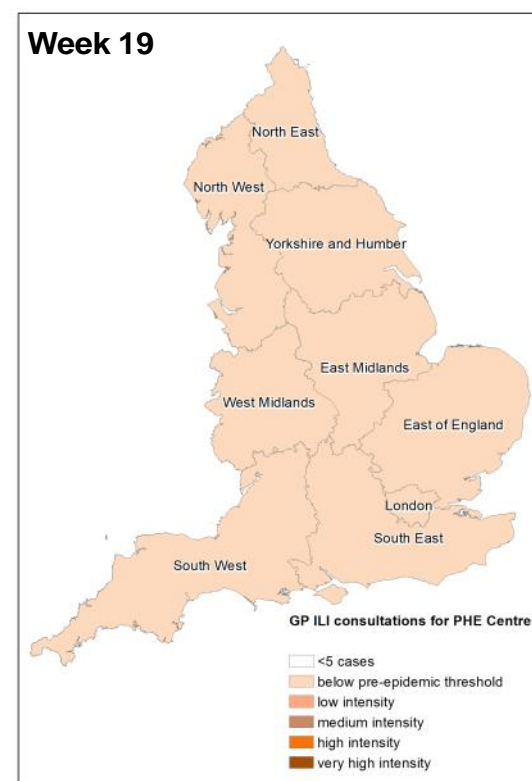 Week 19
North East
North West
Yorkshire and Humber
East Midlands
West Midlands
East of England
London
South East
South West
GP ILI consultations for PHE Centre
<5 cases
below pre-epidemic threshold
low intensity
medium intensity
high intensity
very high intensity